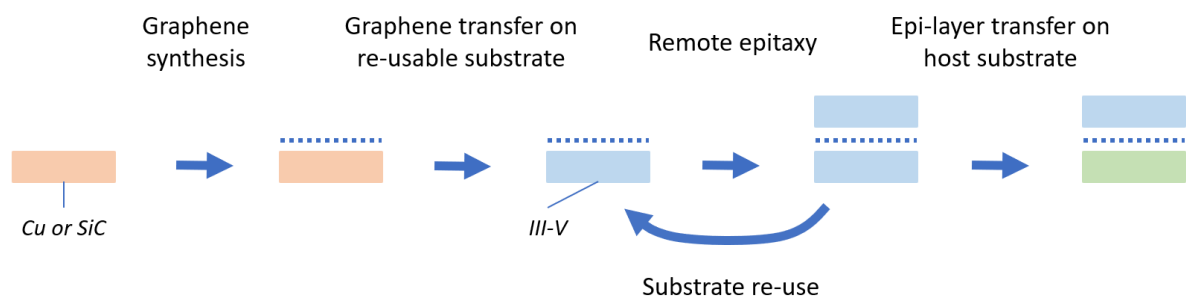 Graphene
synthesis
Graphene transfer on
re-usable substrate
Remote epitaxy
Epi-layer transfer on
host substrate
Cu or SiC
III-V
Substrate re-use